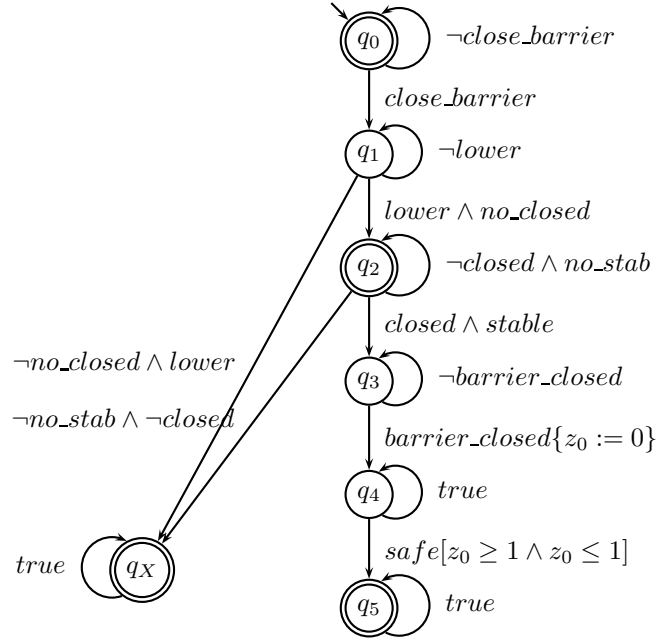 q₀
¬close_barrier
close_barrier
q₁
¬lower
lower ∧ no_closed
q₂
¬closed ∧ no_stab
closed ∧ stable
¬no_closed ∧ lower
q₃
¬barrier_closed
¬no_stab ∧ ¬closed
barrier_closed{z₀ := 0}
q₄
true
safe[z₀ ≥ 1 ∧ z₀ ≤ 1]
true
q_X
q₅
true